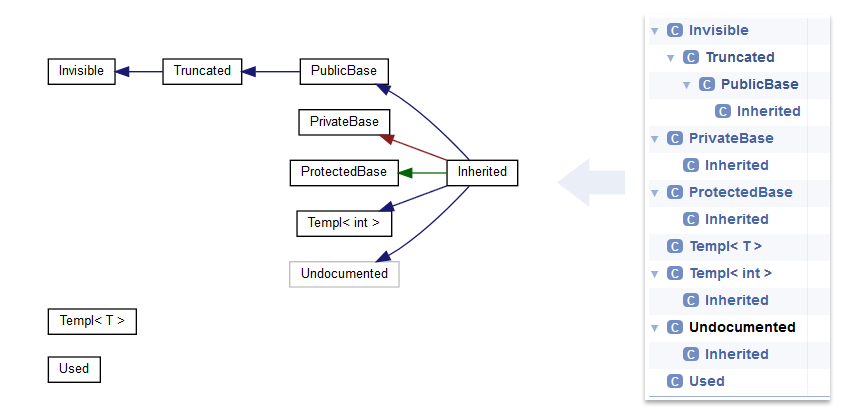 Invisible
Truncated
PublicBase
PrivateBase
ProtectedBase
Inherited
Templ< int >
Undocumented
Templ< T >
Used
C Invisible
C Truncated
C PublicBase
C Inherited
C PrivateBase
C Inherited
C ProtectedBase
C Inherited
C Templ< T >
C Templ< int >
C Inherited
C Undocumented
C Inherited
C Used